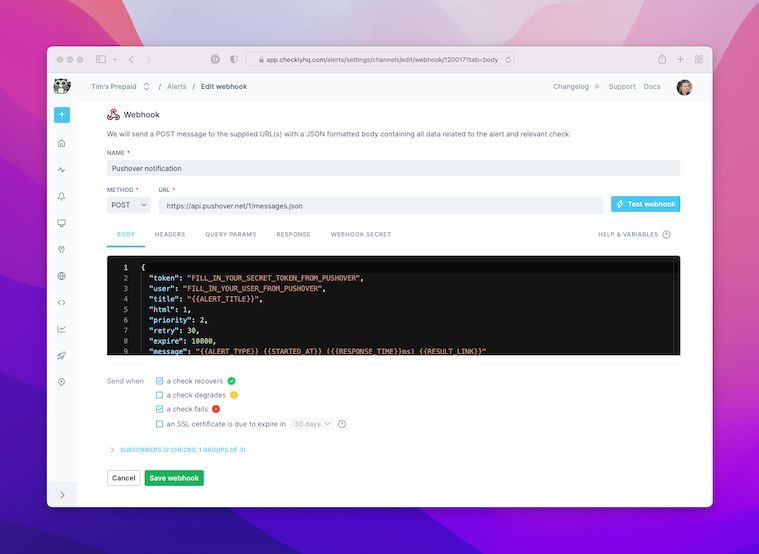 app.checklyhq.com/alerts/settings/channels/edit/webhook/120017?tab=body
Tim's Prepaid / Alerts / Edit webhook
Changelog Support Docs
Webhook
We will send a POST message to the supplied URL(s) with a JSON formatted body containing all data related to the alert and relevant check.
NAME *
Pushover notification
METHOD * URL *
POST https://api.pushover.net/1/messages.json Test webhook
BODY HEADERS QUERY PARAMS RESPONSE WEBHOOK SECRET HELP & VARIABLES
1 {
2 "token": "FILL_IN_YOUR_SECRET_TOKEN_FROM_PUSHOVER",
3 "user": "FILL_IN_YOUR_USER_FROM_PUSHOVER",
4 "title": "{{ALERT_TITLE}}",
5 "html": 1,
6 "priority": 2,
7 "retry": 30,
8 "expire": 10800,
9 "message": "{{ALERT_TYPE}} {{STARTED_AT}} ({{RESPONSE_TIME}}ms) {{RESULT_LINK}}"
Send when a check recovers
a check degrades
a check fails
an SSL certificate is due to expire in 30 days
SUBSCRIBERS (2 CHECKS, 1 GROUPS OF 3)
Cancel Save webhook